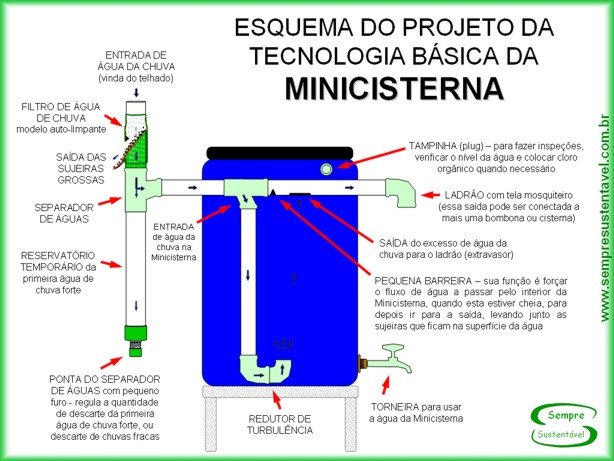 ESQUEMA DO PROJETO DA
TECNOLOGIA BÁSICA DA
MINICISTERNA
ENTRADA DE
ÁGUA DA CHUVA
(vinda do telhado)
FILTRO DE ÁGUA
DE CHUVA
modelo auto-limpante
SAÍDA DAS
SUJEIRAS
GROSSAS
SEPARADOR
DE ÁGUAS
RESERVATÓRIO
TEMPORÁRIO da
primeira água de
chuva forte
PONTA DO SEPARADOR
DE ÁGUAS com pequeno
furo - regula a quantidade
de descarte da primeira
água de chuva forte, ou
descarte de chuvas fracas
ENTRADA
de água da
chuva na
Minicisterna
REDUTOR DE
TURBULÊNCIA
TAMPINHA (plug) – para fazer inspeções,
verificar o nível da água e colocar cloro
orgânico quando necessário
LADRÃO com tela mosquiteiro
(essa saída pode ser conectada a
mais uma bombona ou cisterna)
SAÍDA do excesso de água da
chuva para o ladrão (extravasor)
PEQUENA BARREIRA – sua função é forçar
o fluxo de água a passar pelo interior da
Minicisterna, quando esta estiver cheia, para
depois ir para a saída, levando junto as
sujeiras que ficam na superfície da água
TORNEIRA para usar
a água da Minicisterna
www.sempresustentavel.com.br
Sempre
Sustentável